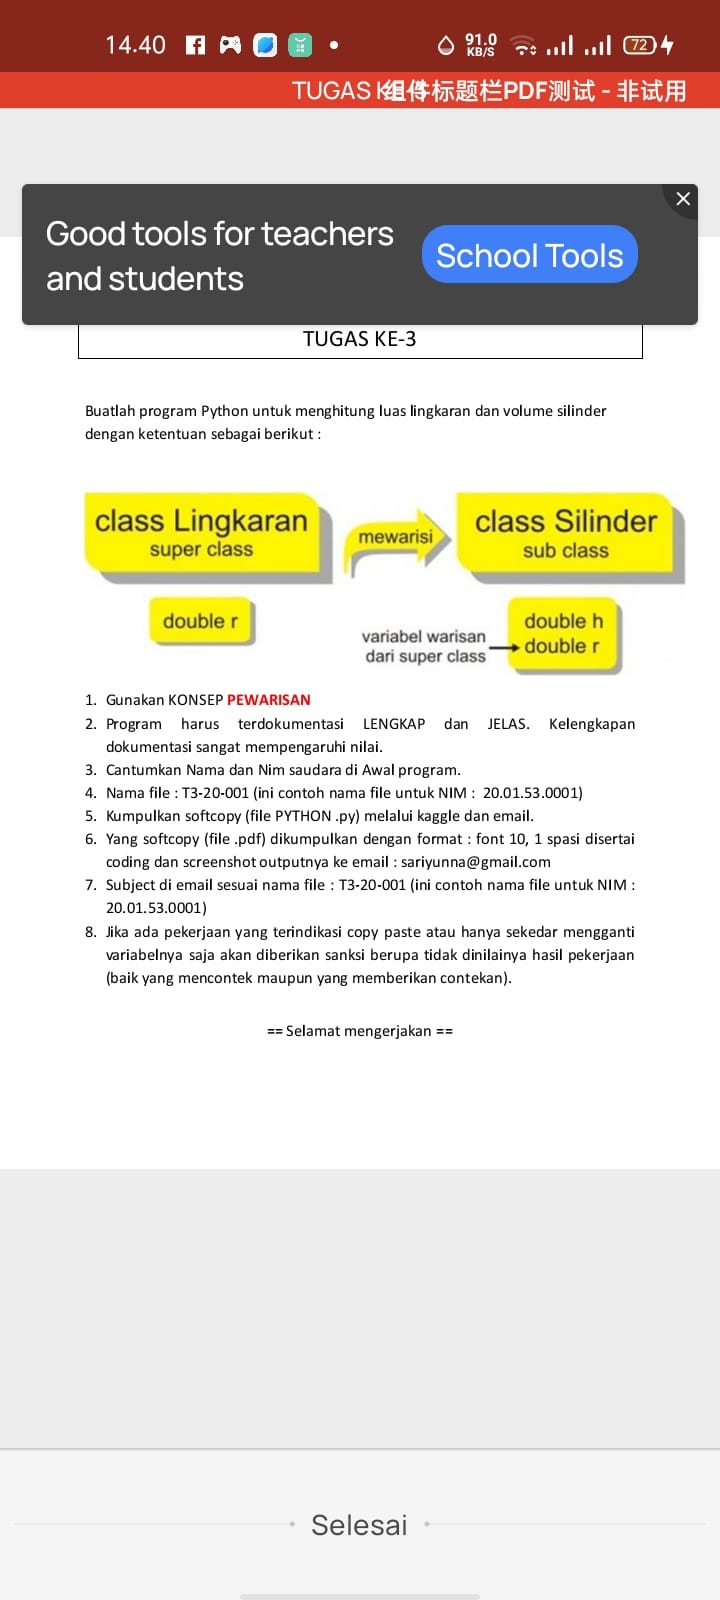 14.40
91.0
KB/S
72
TUGAS 组件标题栏PDF测试 - 非试用
Good tools for teachers
and students
School Tools
TUGAS KE-3
Buatlah program Python untuk menghitung luas lingkaran dan volume silinder
dengan ketentuan sebagai berikut :
class Lingkaran
super class
mewarisi
class Silinder
sub class
double r
variabel warisan
dari super class
double h
double r
1. Gunakan KONSEP PEWARISAN
2. Program harus terdokumentasi LENGKAP dan JELAS. Kelengkapan
dokumentasi sangat mempengaruhi nilai.
3. Cantumkan Nama dan Nim saudara di Awal program.
4. Nama file : T3-20-001 (ini contoh nama file untuk NIM : 20.01.53.0001)
5. Kumpulkan softcopy (file PYTHON .py) melalui kaggle dan email.
6. Yang softcopy (file .pdf) dikumpulkan dengan format : font 10, 1 spasi disertai
coding dan screenshot outputnya ke email : sariyunna@gmail.com
7. Subject di email sesuai nama file : T3-20-001 (ini contoh nama file untuk NIM :
20.01.53.0001)
8. Jika ada pekerjaan yang terindikasi copy paste atau hanya sekedar mengganti
variabelnya saja akan diberikan sanksi berupa tidak dinilainya hasil pekerjaan
(baik yang mencontek maupun yang memberikan contekan).
== Selamat mengerjakan ==
Selesai